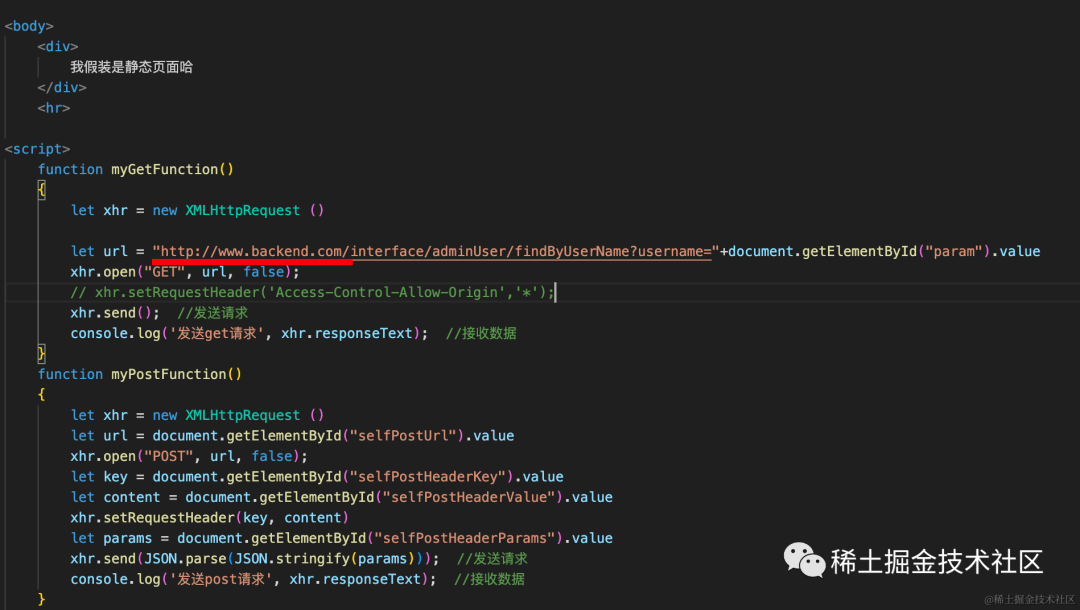 <body>
<div>
我假装是静态页面哈
</div>
<hr>
<script>
function myGetFunction()
{
let xhr = new XMLHttpRequest ()
let url = "http://www.backend.com/interface/adminUser/findByUserName?username="+document.getElementById("param").value
xhr.open("GET", url, false);
// xhr.setRequestHeader('Access-Control-Allow-Origin','*');
xhr.send(); //发送请求
console.log('发送get请求', xhr.responseText); //接收数据
}
function myPostFunction()
{
let xhr = new XMLHttpRequest ()
let url = document.getElementById("selfPostUrl").value
xhr.open("POST", url, false);
let key = document.getElementById("selfPostHeaderKey").value
let content = document.getElementById("selfPostHeaderValue").value
xhr.setRequestHeader(key, content)
let params = document.getElementById("selfPostHeaderParams").value
xhr.send(JSON.parse(JSON.stringify(params))); //发送请求
console.log('发送post请求', xhr.responseText); //接收数据
}
稀土掘金技术社区
@稀土掘金技术社区